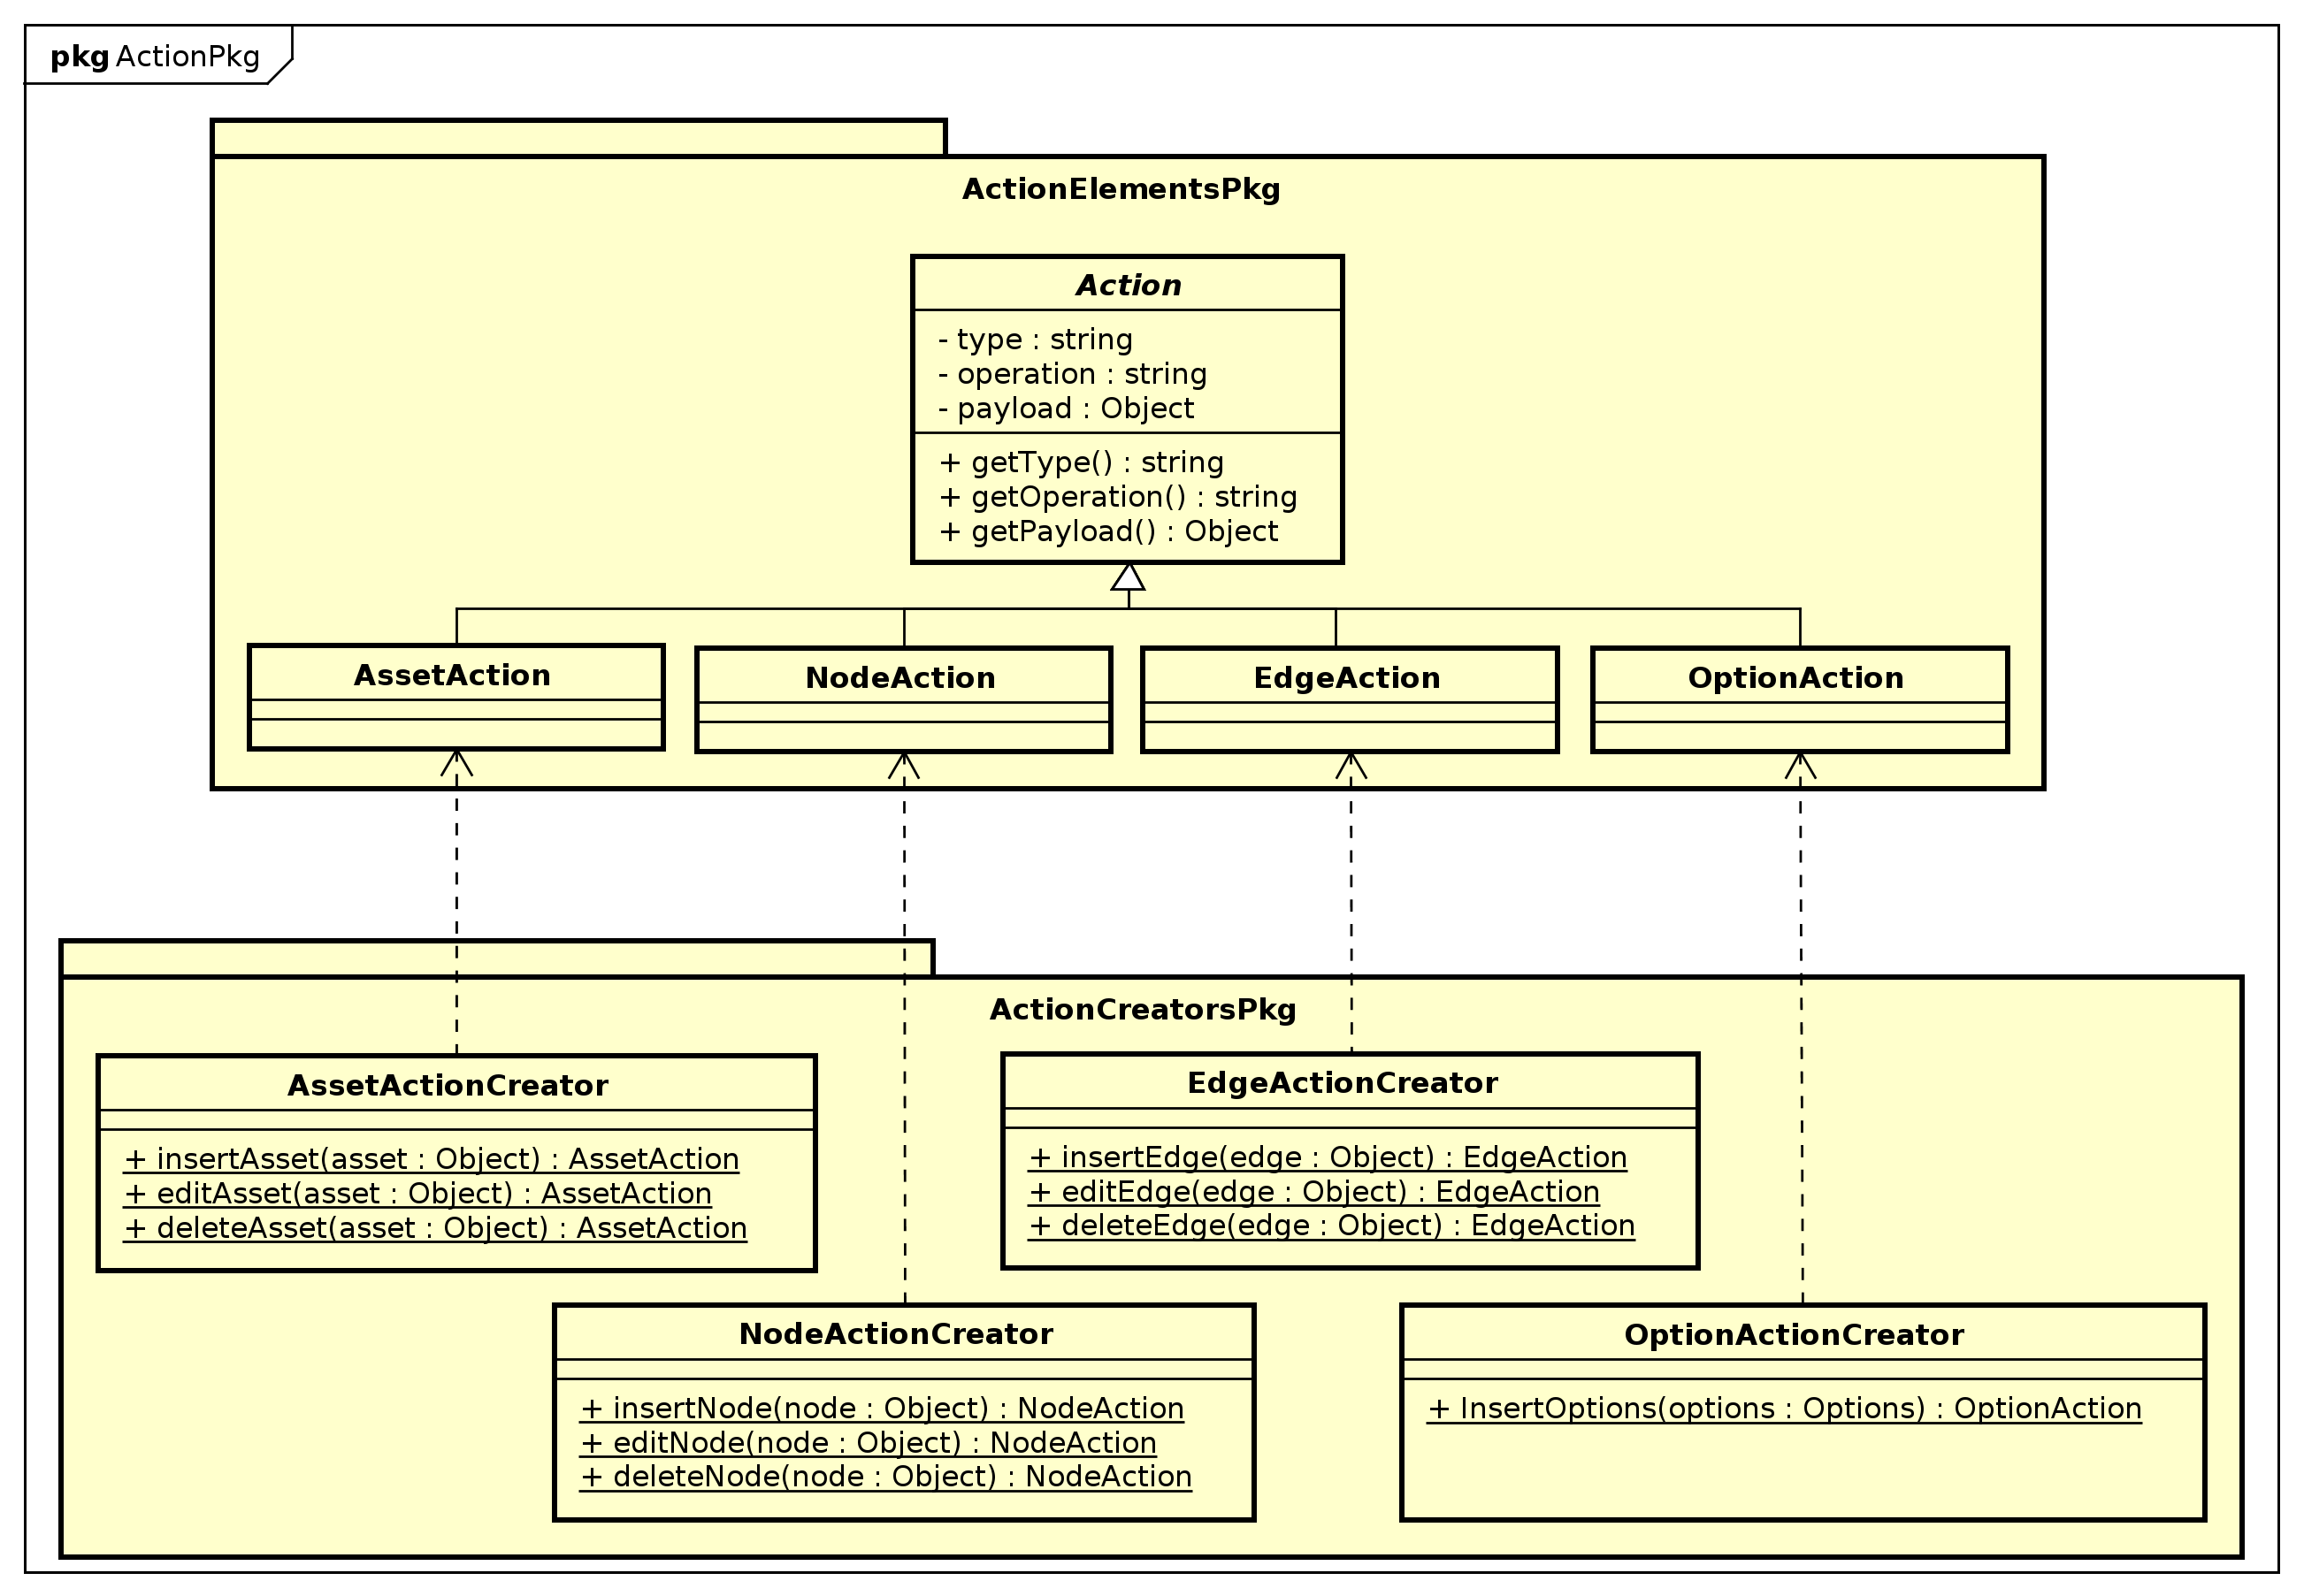 pkg ActionPkg
ActionElementsPkg
Action
- type : string
- operation : string
- payload : Object
+ getType() : string
+ getOperation() : string
+ getPayload() : Object
AssetAction
NodeAction
EdgeAction
OptionAction
ActionCreatorsPkg
AssetActionCreator
+ insertAsset(asset : Object) : AssetAction
+ editAsset(asset : Object) : AssetAction
+ deleteAsset(asset : Object) : AssetAction
EdgeActionCreator
+ insertEdge(edge : Object) : EdgeAction
+ editEdge(edge : Object) : EdgeAction
+ deleteEdge(edge : Object) : EdgeAction
NodeActionCreator
+ insertNode(node : Object) : NodeAction
+ editNode(node : Object) : NodeAction
+ deleteNode(node : Object) : NodeAction
OptionActionCreator
+ InsertOptions(options : Options) : OptionAction